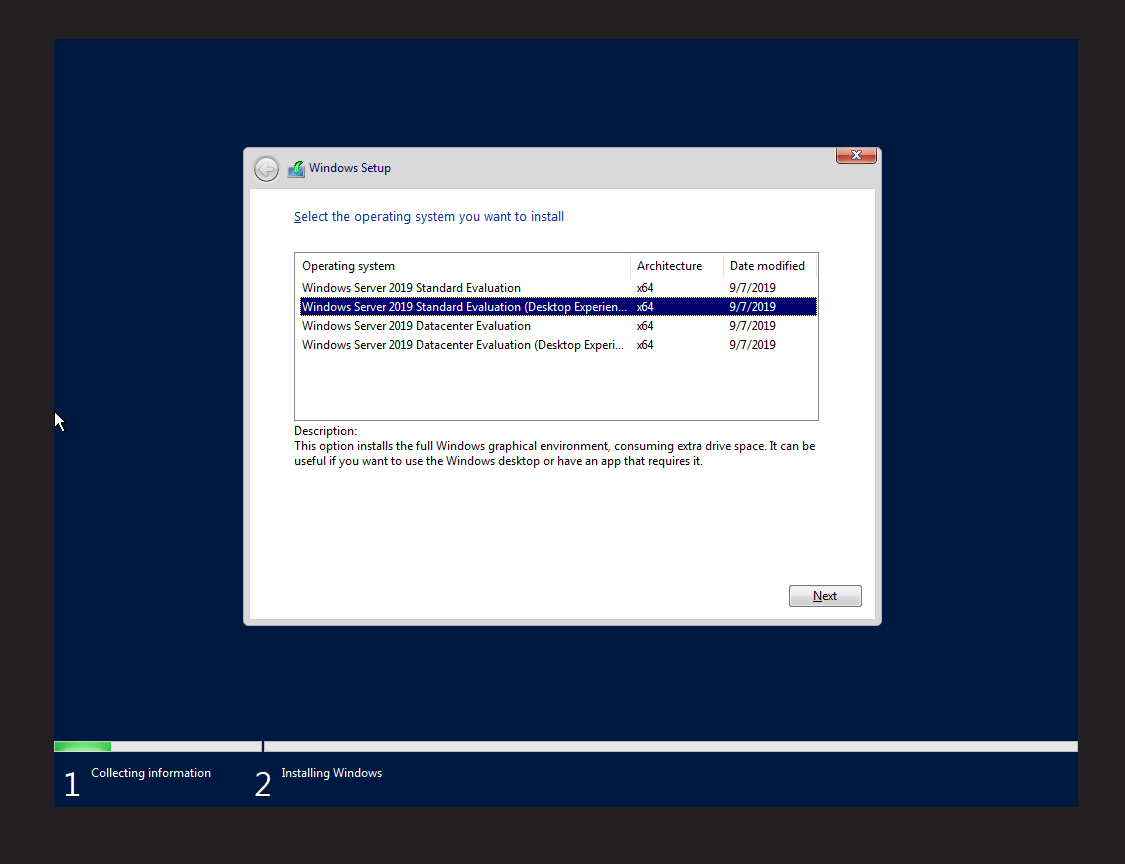 Windows Setup
Select the operating system you want to install
Operating system Architecture Date modified
Windows Server 2019 Standard Evaluation x64 9/7/2019
Windows Server 2019 Standard Evaluation (Desktop Experien... x64 9/7/2019
Windows Server 2019 Datacenter Evaluation x64 9/7/2019
Windows Server 2019 Datacenter Evaluation (Desktop Experi... x64 9/7/2019
Description:
This option installs the full Windows graphical environment, consuming extra drive space. It can be
useful if you want to use the Windows desktop or have an app that requires it.
Next
1 Collecting information 2 Installing Windows